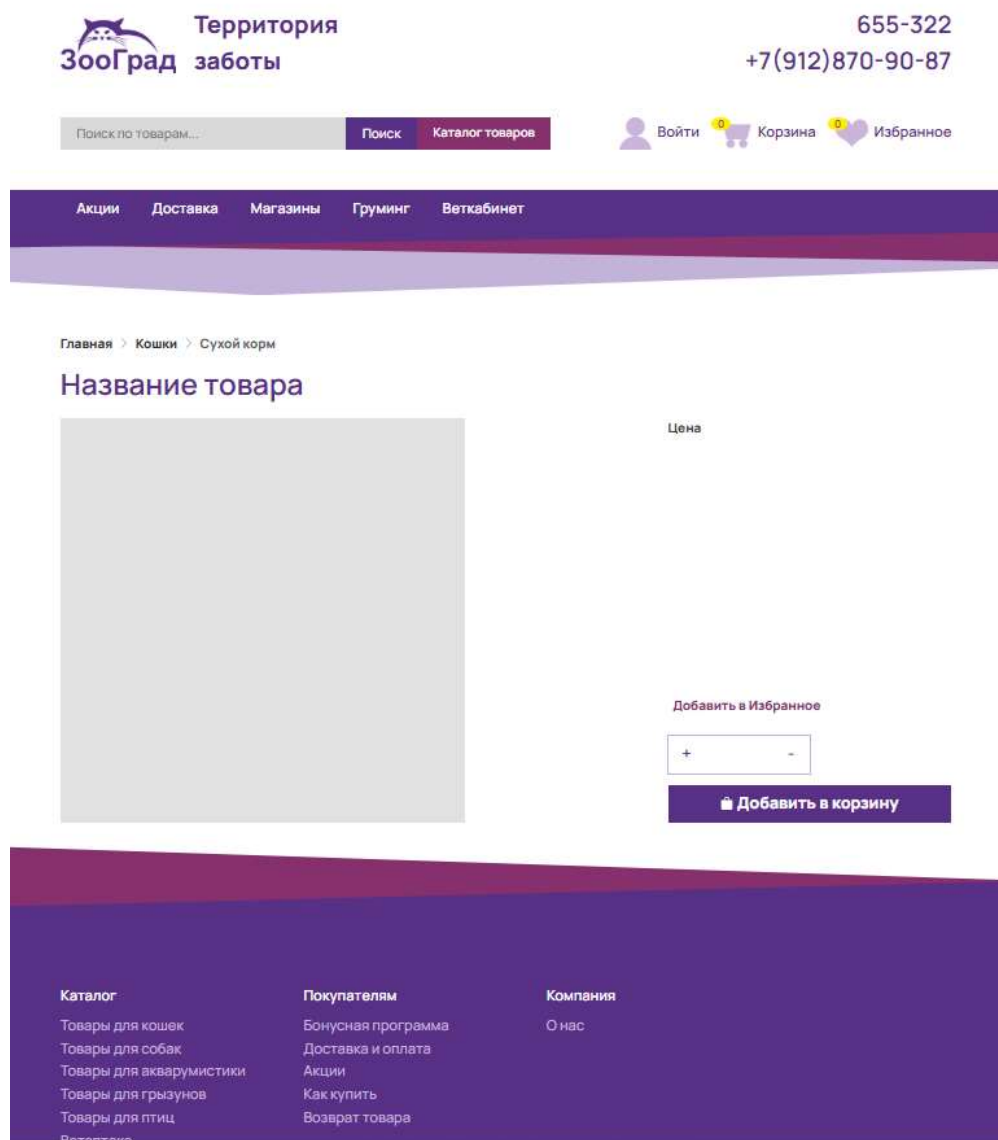 Территория
заботы
ЗооГрад
655-322
+7(912)870-90-87
Поиск по товарам...
Поиск
Каталог товаров
Войти
0
Корзина
0
Избранное
Акции
Доставка
Магазины
Груминг
Веткабинет
Главная > Кошки > Сухой корм
Название товара
Цена
Добавить в Избранное
+ -
Добавить в корзину
Каталог
Товары для кошек
Товары для собак
Товары для акварумистики
Товары для грызунов
Товары для птиц
Покупателям
Бонусная программа
Доставка и оплата
Акции
Как купить
Возврат товара
Компания
О нас